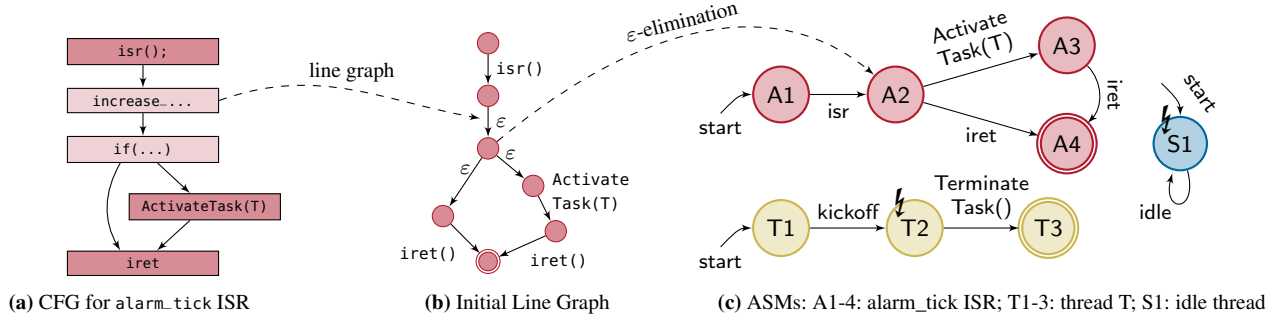 isr();
increase_...
if(...)
ActivateTask(T)
iret
(a) CFG for alarm_tick ISR
line graph
isr()
ε
ε
ε
Activate
Task(T)
iret()
iret()
(b) Initial Line Graph
ε-elimination
start
A1
isr
A2
Activate
Task(T)
A3
iret
iret
A4
start
S1
idle
start
T1
kickoff
T2
Terminate
Task()
T3
(c) ASMs: A1-4: alarm_tick ISR; T1-3: thread T; S1: idle thread